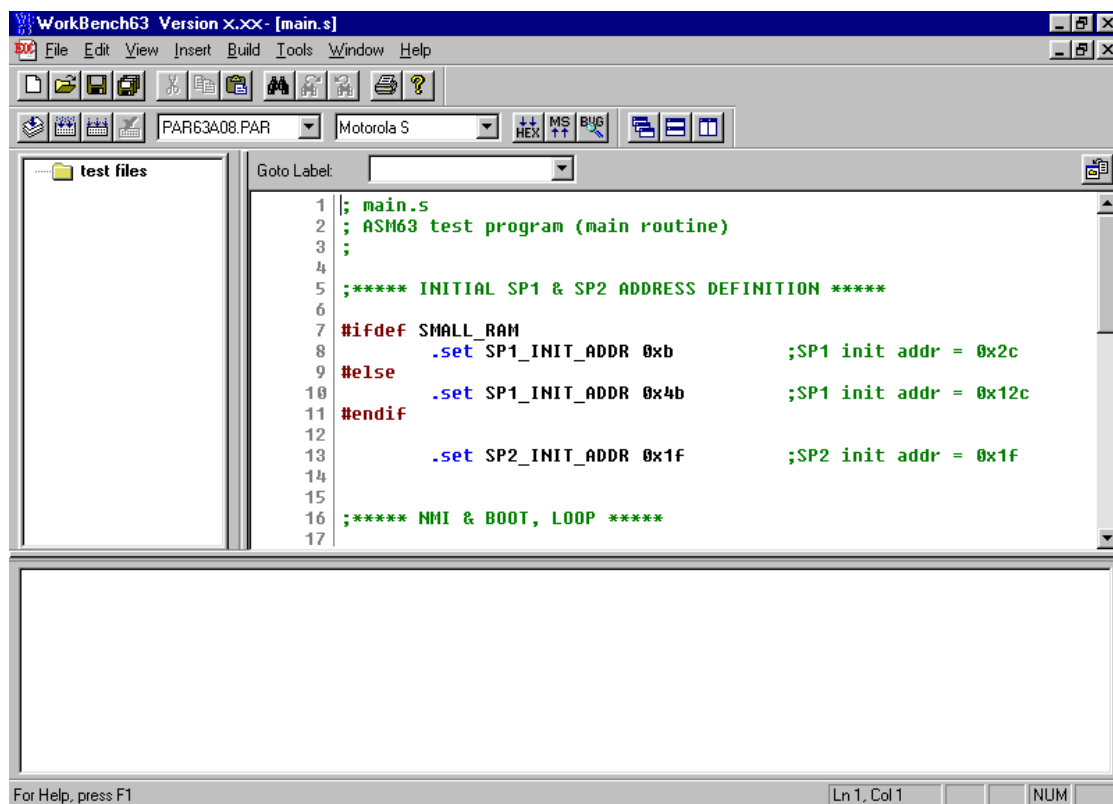 WorkBench63 Version x.xx- [main.s]
File Edit View Insert Build Tools Window Help
PAR63A08.PAR Motorola S HEX MS BUG
test files
Goto Label:
1 ; main.s
2 ; ASM63 test program (main routine)
3 ;
4
5 ;***** INITIAL SP1 & SP2 ADDRESS DEFINITION *****
6
7 #ifdef SMALL_RAM
8 .set SP1_INIT_ADDR 0xb ;SP1 init addr = 0x2c
9 #else
10 .set SP1_INIT_ADDR 0x4b ;SP1 init addr = 0x12c
11 #endif
12
13 .set SP2_INIT_ADDR 0x1f ;SP2 init addr = 0x1f
14
15
16 ;***** NMI & BOOT, LOOP *****
17
For Help, press F1 Ln 1, Col 1 NUM